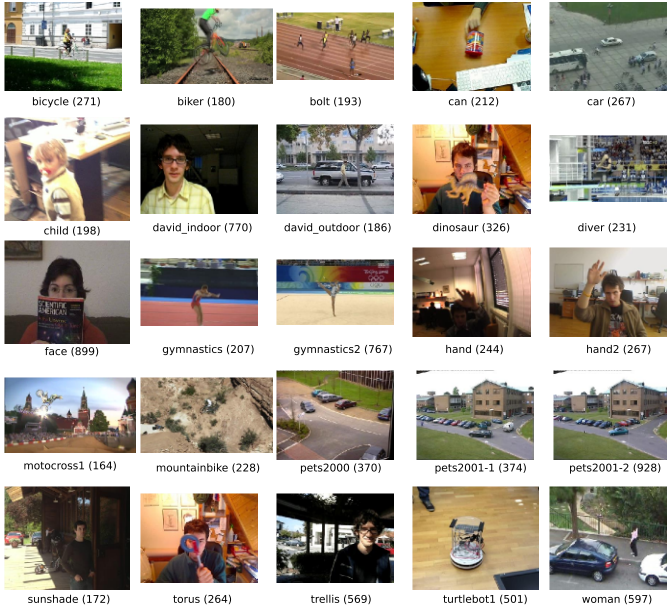 bicycle (271)
biker (180)
bolt (193)
can (212)
car (267)
child (198)
david_indoor (770)
david_outdoor (186)
dinosaur (326)
diver (231)
SCIENTIFIC
AMERICAN
face (899)
gymnastics (207)
gymnastics2 (767)
hand (244)
hand2 (267)
motocross1 (164)
mountainbike (228)
pets2000 (370)
pets2001-1 (374)
pets2001-2 (928)
sunshade (172)
torus (264)
trellis (569)
turtlebot1 (501)
woman (597)